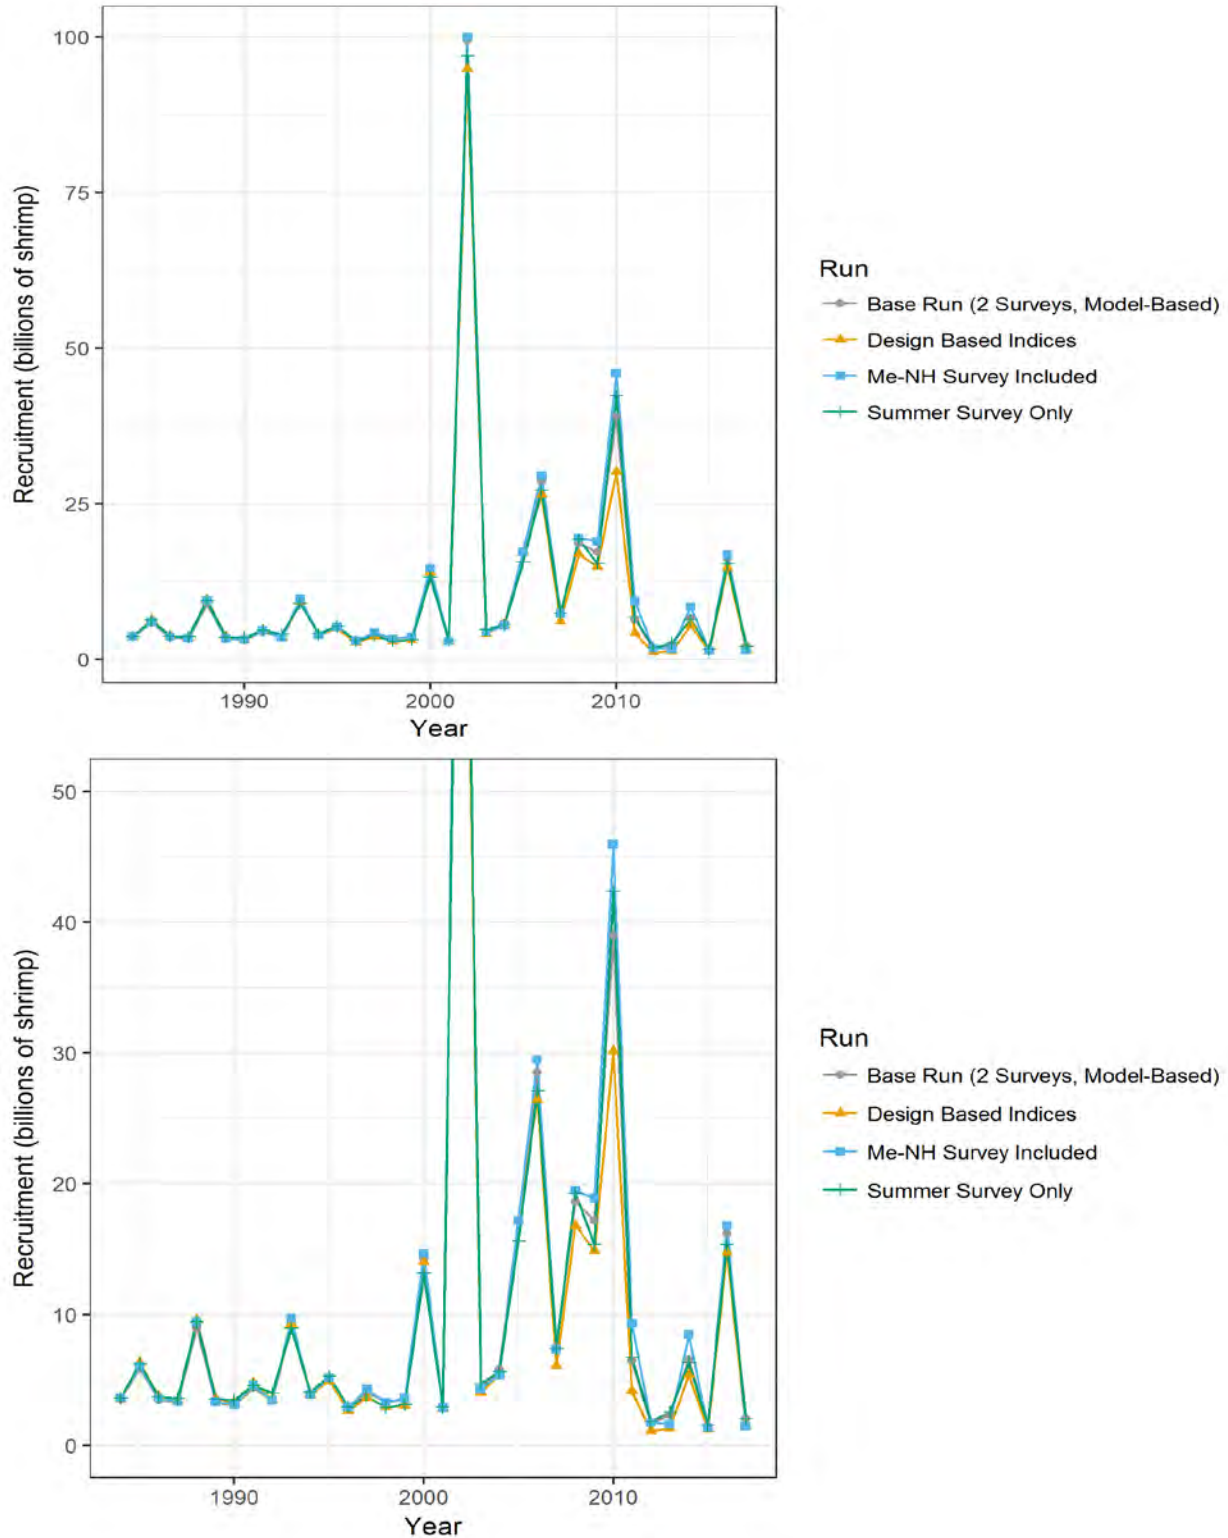 100
75
50
25
0
Recruitment (billions of shrimp)
1990
2000
2010
Year
Run
Base Run (2 Surveys, Model-Based)
Design Based Indices
Me-NH Survey Included
Summer Survey Only
50
40
30
20
10
0
Recruitment (billions of shrimp)
1990
2000
2010
Year
Run
Base Run (2 Surveys, Model-Based)
Design Based Indices
Me-NH Survey Included
Summer Survey Only